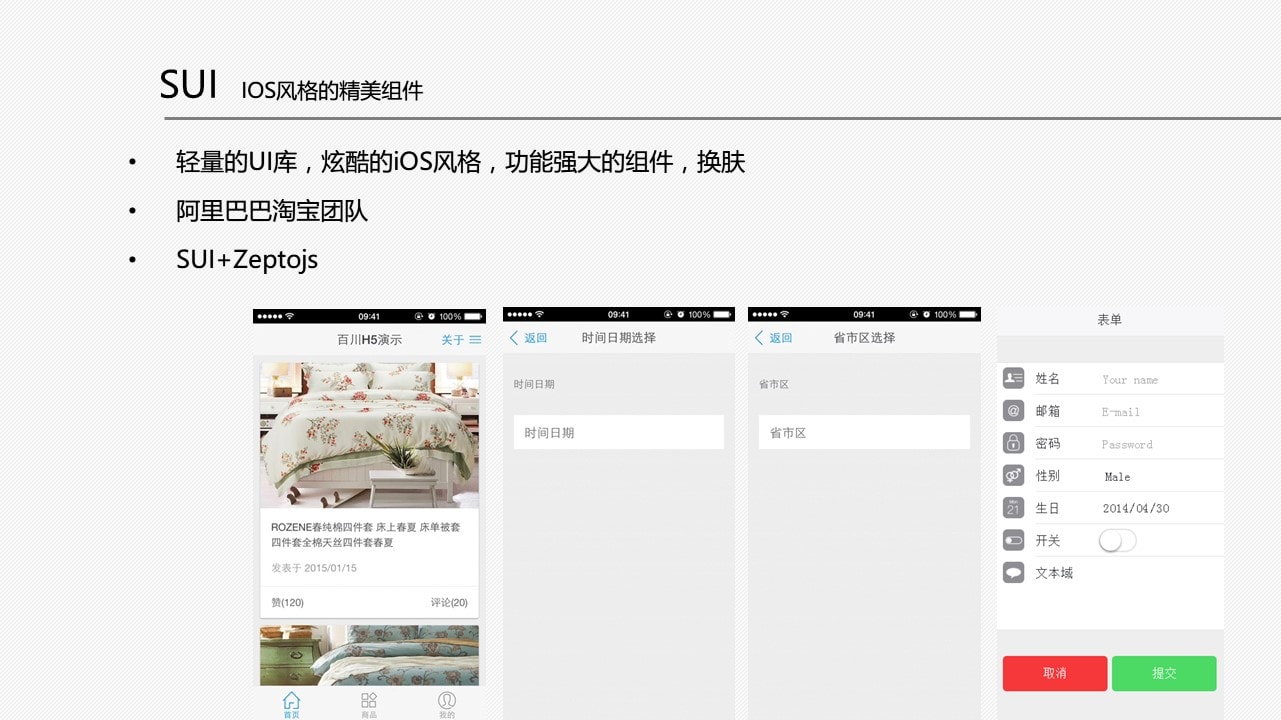 SUI IOS风格的精美组件
• 轻量的UI库，炫酷的iOS风格，功能强大的组件，换肤
• 阿里巴巴淘宝团队
• SUI+Zeptojs
09:41 100%
百川H5演示 关于
ROZENE春纯棉四件套 床上春夏 床单被套
四件套全棉天丝四件套春夏
发表于 2015/01/15
赞(120) 评论(20)
首页 商品 我的
09:41 100%
返回 时间日期选择
时间日期
时间日期
09:41 100%
返回 省市区选择
省市区
省市区
表单
姓名 Your name
邮箱 E-mail
密码 Password
性别 Male
21 生日 2014/04/30
开关
文本域
取消 提交